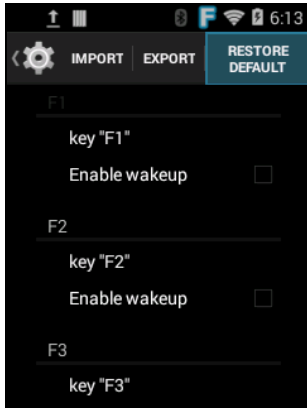 F 6:13
IMPORT EXPORT RESTORE DEFAULT
F1
key "F1"
Enable wakeup
F2
key "F2"
Enable wakeup
F3
key "F3"